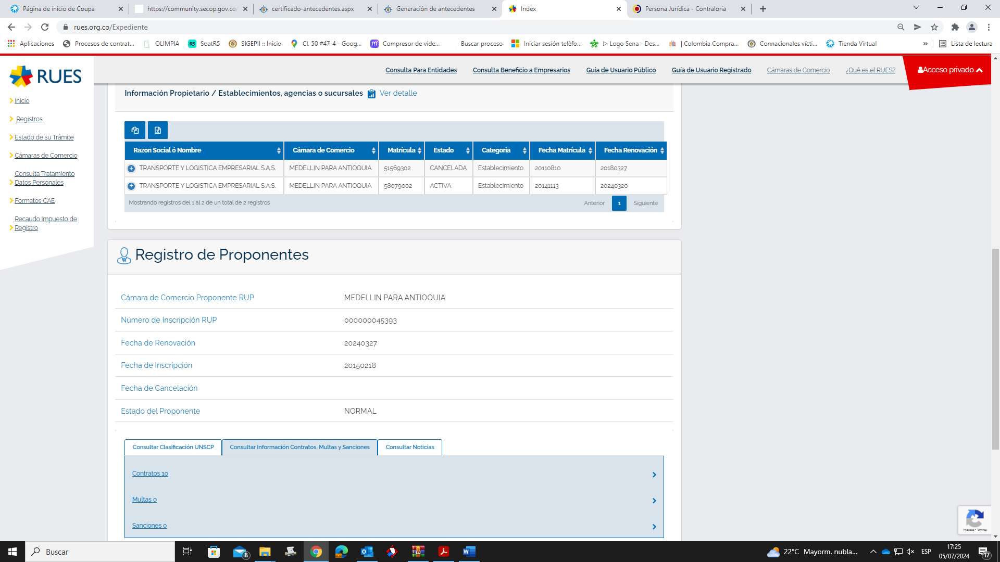 Página de inicio de Coupa
https://community.secop.gov.co/
certificado-antecedentes.aspx
Generación de antecedentes
Index
Persona Jurídica - Contraloria
rues.org.co/Expediente
Aplicaciones
Procesos de contrat...
OLIMPIA
R5 SoatR5
SIGEPII :: Inicio
Cl. 50 #47-4 - Goog...
Compresor de vide...
Buscar proceso
Iniciar sesión telèfo...
▷ Logo Sena - Des...
| Colombia Compra...
Connacionales vícti...
Tienda Virtual
»
Lista de lectura
RUES
Consulta Para Entidades
Consulta Beneficio a Empresarios
Guía de Usuario Público
Guía de Usuario Registrado
Cámaras de Comercio
¿Qué es el RUES?
Acceso privado
Inicio
Registros
Estado de su Trámite
Cámaras de Comercio
Consulta Tratamiento
Datos Personales
Formatos CAE
Recaudo Impuesto de
Registro
Información Propietario / Establecimientos, agencias o sucursales Ver detalle
Razon Social ó Nombre Cámara de Comercio Matrícula Estado Categoria Fecha Matrícula Fecha Renovación
TRANSPORTE Y LOGISTICA EMPRESARIAL S.A.S. MEDELLIN PARA ANTIOQUIA 51569302 CANCELADA Establecimiento 20110810 20180327
TRANSPORTE Y LOGISTICA EMPRESARIAL S.A.S. MEDELLIN PARA ANTIOQUIA 58079002 ACTIVA Establecimiento 20141113 20240320
Mostrando registros del 1 al 2 de un total de 2 registros Anterior 1 Siguiente
Registro de Proponentes
Cámara de Comercio Proponente RUP MEDELLIN PARA ANTIOQUIA
Número de Inscripción RUP 000000045393
Fecha de Renovación 20240327
Fecha de Inscripción 20150218
Fecha de Cancelación
Estado del Proponente NORMAL
Consultar Clasificación UNSCP Consultar Información Contratos, Multas y Sanciones Consultar Noticias
Contratos 10
Multas 0
Sanciones 0
Privacidad - Términos
Buscar
8
22°C Mayorm. nubla...
ESP
17:25
05/07/2024
17